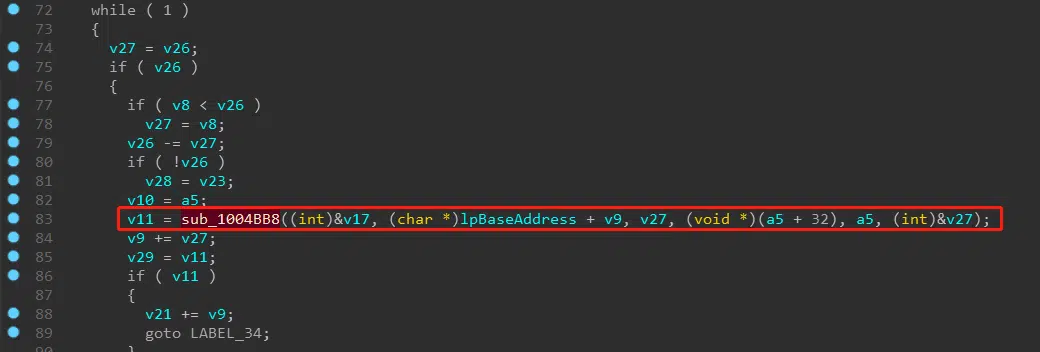 72 while ( 1 )
73 {
74 v27 = v26;
75 if ( v26 )
76 {
77 if ( v8 < v26 )
78 v27 = v8;
79 v26 -= v27;
80 if ( !v26 )
81 v28 = v23;
82 v10 = a5;
83 v11 = sub_1004BB8((int)&v17, (char *)lpBaseAddress + v9, v27, (void *)(a5 + 32), a5, (int)&v27);
84 v9 += v27;
85 v29 = v11;
86 if ( v11 )
87 {
88 v21 += v9;
89 goto LABEL_34;
90 }